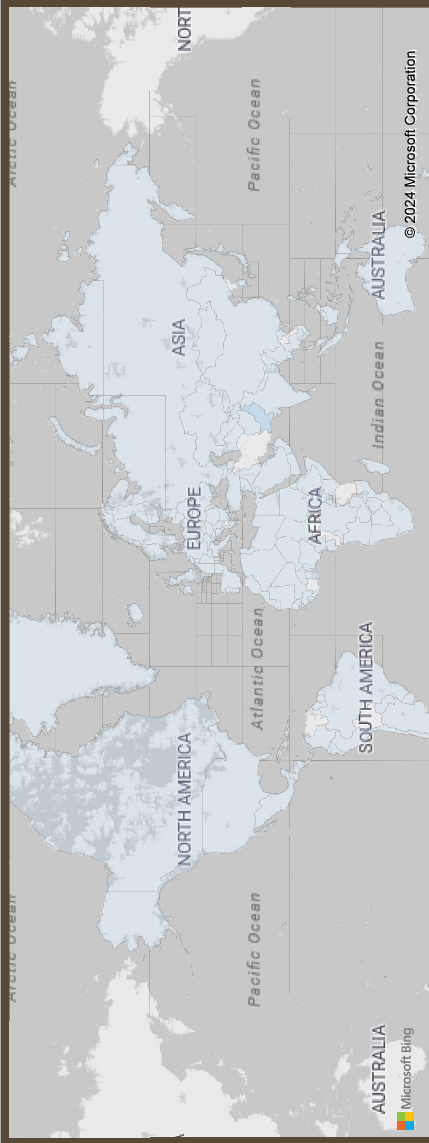 Arctic Ocean
Arctic Ocean
NORT
NORTH AMERICA
EUROPE
ASIA
A
Pacific Ocean
Atlantic Ocean
Pacific Ocean
AFRICA
SOUTH AMERICA
Indian Ocean
AUSTRALIA
AUSTRALIA
Microsoft Bing
© 2024 Microsoft Corporation